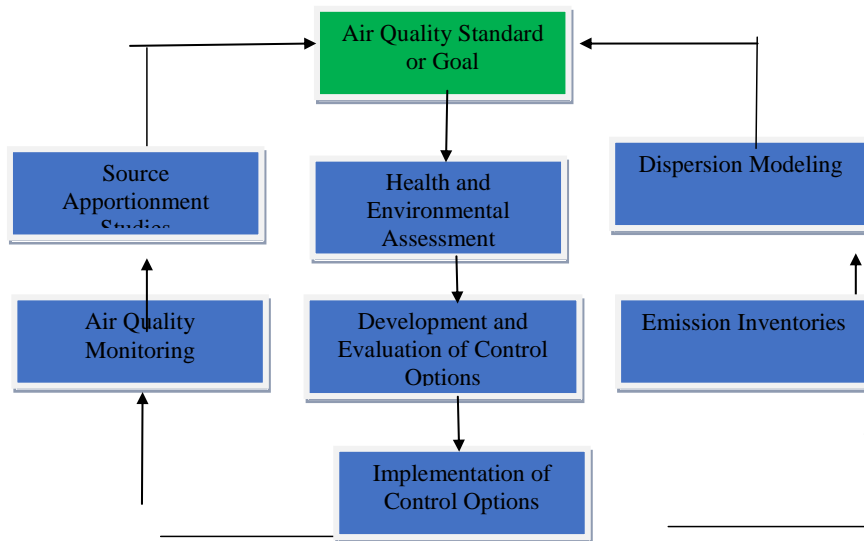 Air Quality Standard
or Goal
Source
Apportionment
Studies
Health and
Environmental
Assessment
Dispersion Modeling
Air Quality
Monitoring
Development and
Evaluation of Control
Options
Emission Inventories
Implementation of
Control Options